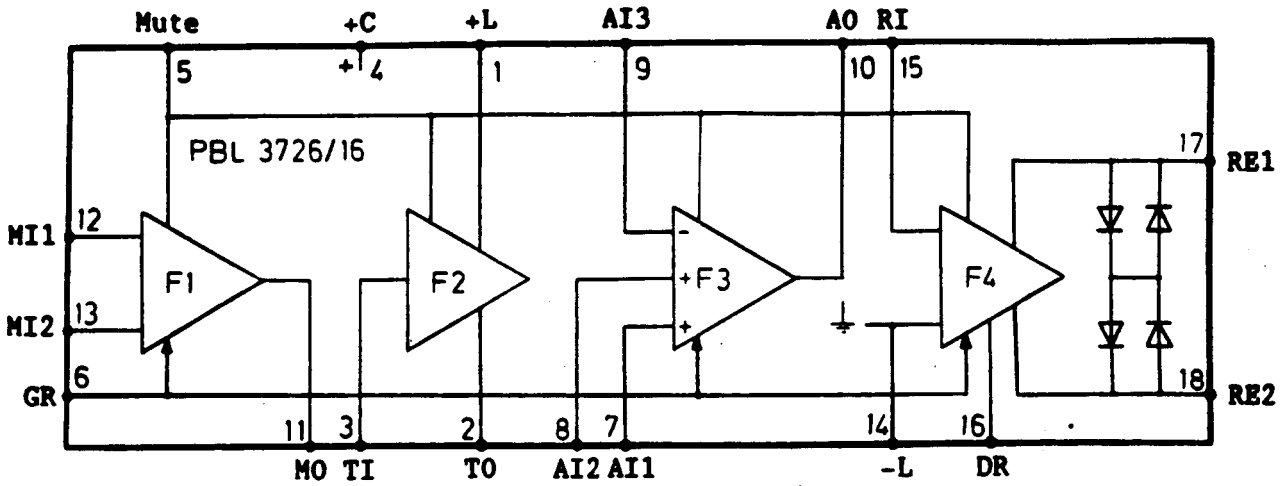 Mute +C +L AI3 AO RI
5 + 4 1 9 10 15
PBL 3726/16
17 RE1
MI1 12
F1 F2 - + + F3 F4
MI2 13
GR 6
18 RE2
11 3 2 8 7 14 16
MO TI TO AI2 AI1 -L DR